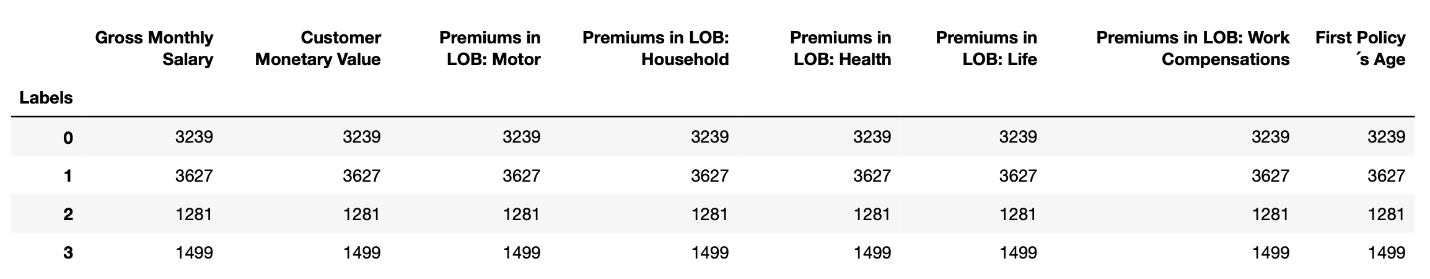 Gross Monthly Salary Customer Monetary Value Premiums in LOB: Motor Premiums in LOB: Household Premiums in LOB: Health Premiums in LOB: Life Premiums in LOB: Work Compensations First Policy ´s Age
Labels
0 3239 3239 3239 3239 3239 3239 3239 3239
1 3627 3627 3627 3627 3627 3627 3627 3627
2 1281 1281 1281 1281 1281 1281 1281 1281
3 1499 1499 1499 1499 1499 1499 1499 1499